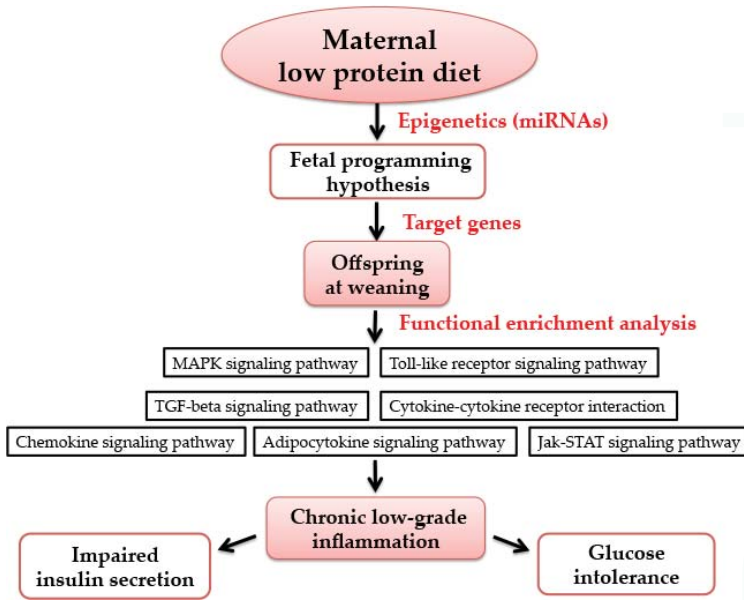 Maternal
low protein diet
Epigenetics (miRNAs)
Fetal programming
hypothesis
Target genes
Offspring
at weaning
Functional enrichment analysis
MAPK signaling pathway
Toll-like receptor signaling pathway
TGF-beta signaling pathway
Cytokine-cytokine receptor interaction
Chemokine signaling pathway
Adipocytokine signaling pathway
Jak-STAT signaling pathway
Chronic low-grade
inflammation
Impaired
insulin secretion
Glucose
intolerance